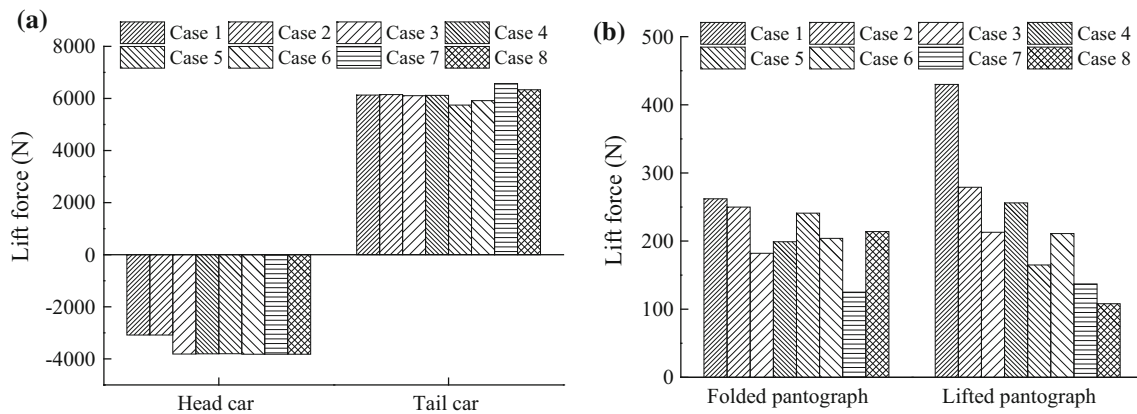 (a)
Case 1 Case 2 Case 3 Case 4
Case 5 Case 6 Case 7 Case 8
8000
6000
4000
2000
0
-2000
-4000
Lift force (N)
Head car Tail car
(b)
Case 1 Case 2 Case 3 Case 4
Case 5 Case 6 Case 7 Case 8
500
400
300
200
100
0
Lift force (N)
Folded pantograph Lifted pantograph